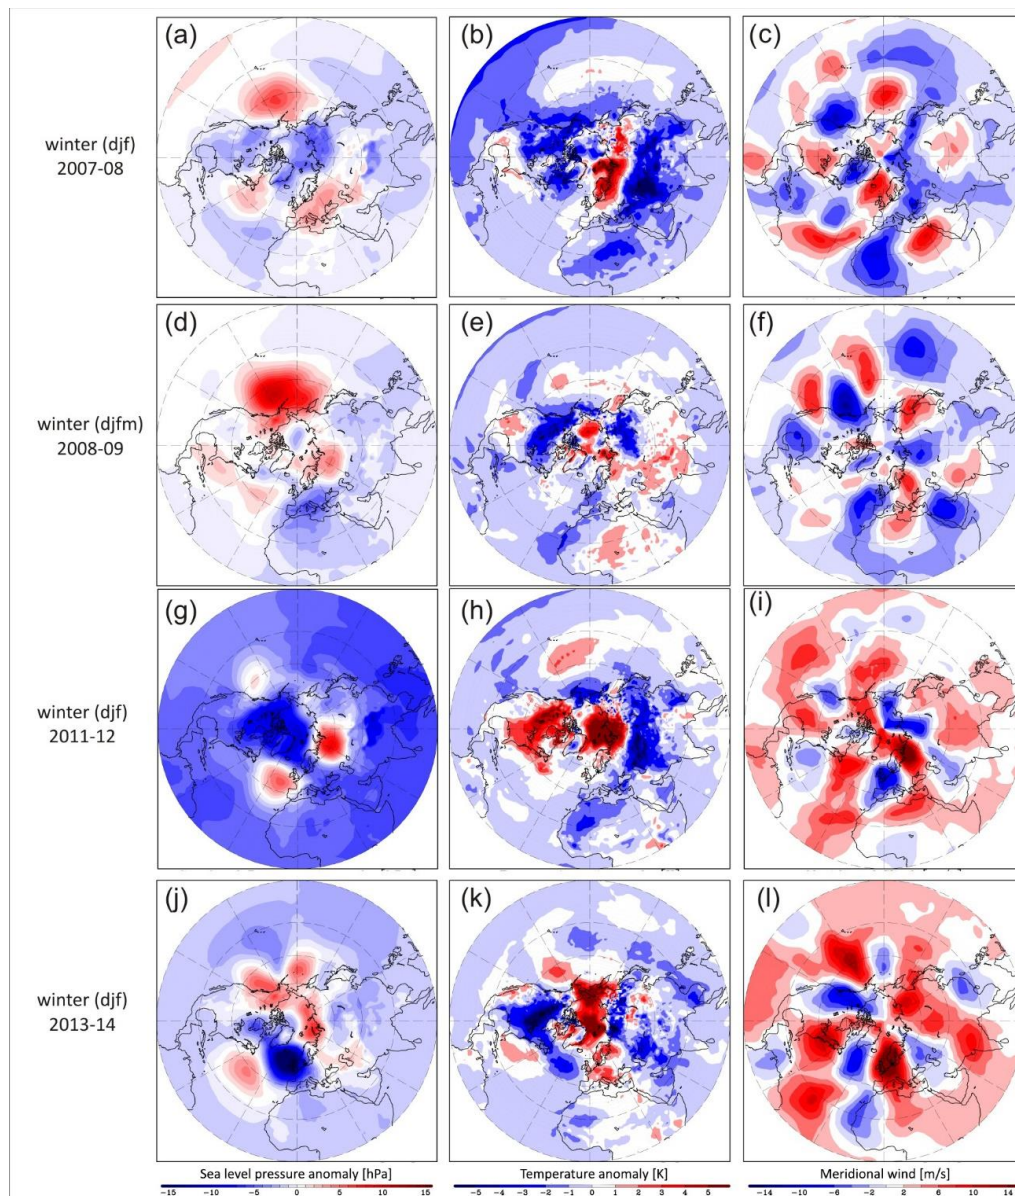 (a) (b) (c)
winter (djf)
2007-08
(d) (e) (f)
winter (djfm)
2008-09
(g) (h) (i)
winter (djf)
2011-12
(j) (k) (l)
winter (djf)
2013-14
Sea level pressure anomaly [hPa] Temperature anomaly [K] Meridional wind [m/s]
-15 -10 -5 0 5 10 15 -5 -4 -3 -2 -1 0 1 2 3 4 5 -14 -10 -6 -2 2 6 10 14